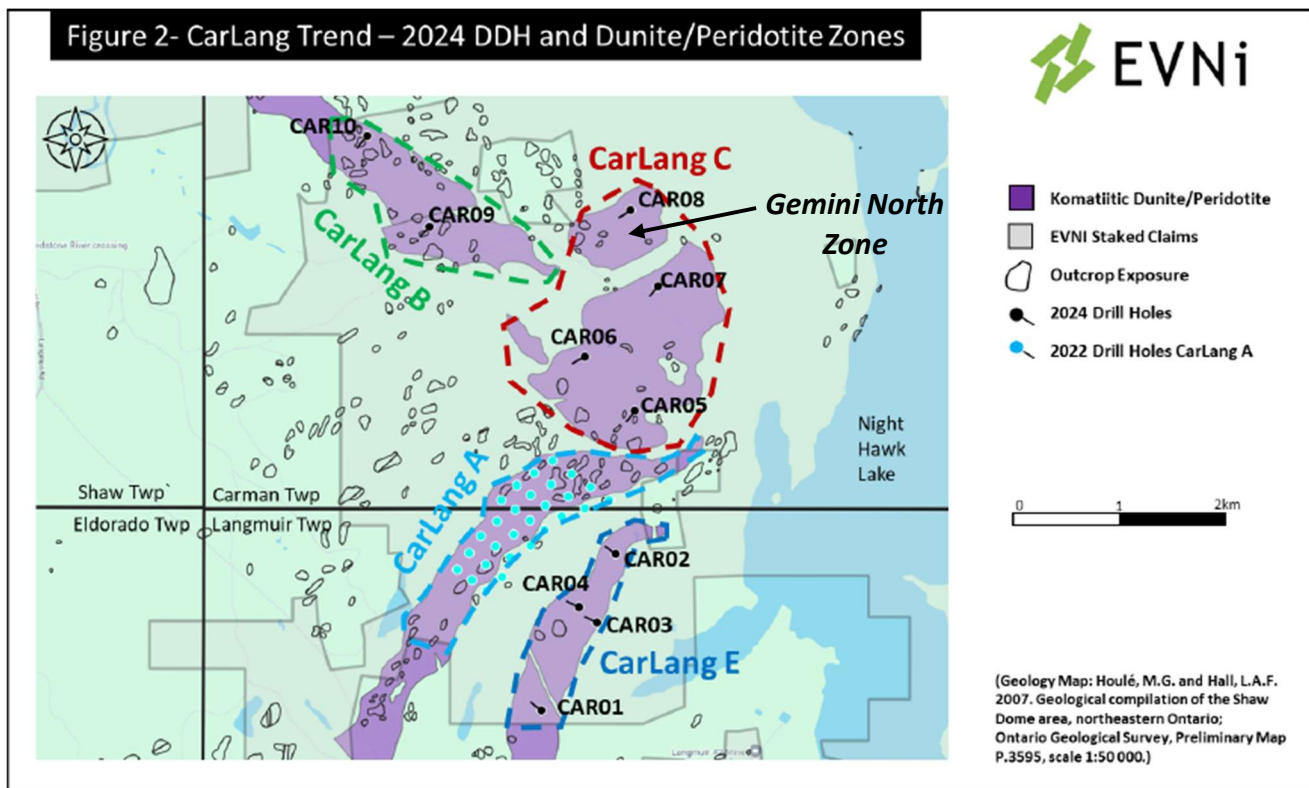 Figure 2- CarLang Trend – 2024 DDH and Dunite/Peridotite Zones
EVNi
CAR10
CarLang C
CAR08
Gemini North
Zone
CAR09
CarLang B
CAR07
CAR06
CAR05
Night
Hawk
Lake
CarLang A
Shaw Twp`
Carman Twp
Eldorado Twp
Langmuir Twp
CAR02
CAR04
CAR03
CarLang E
CAR01
Komatiitic Dunite/Peridotite
EVNI Staked Claims
Outcrop Exposure
2024 Drill Holes
2022 Drill Holes CarLang A
0 1 2km
(Geology Map: Houlé, M.G. and Hall, L.A.F.
2007. Geological compilation of the Shaw
Dome area, northeastern Ontario;
Ontario Geological Survey, Preliminary Map
P.3595, scale 1:50 000.)